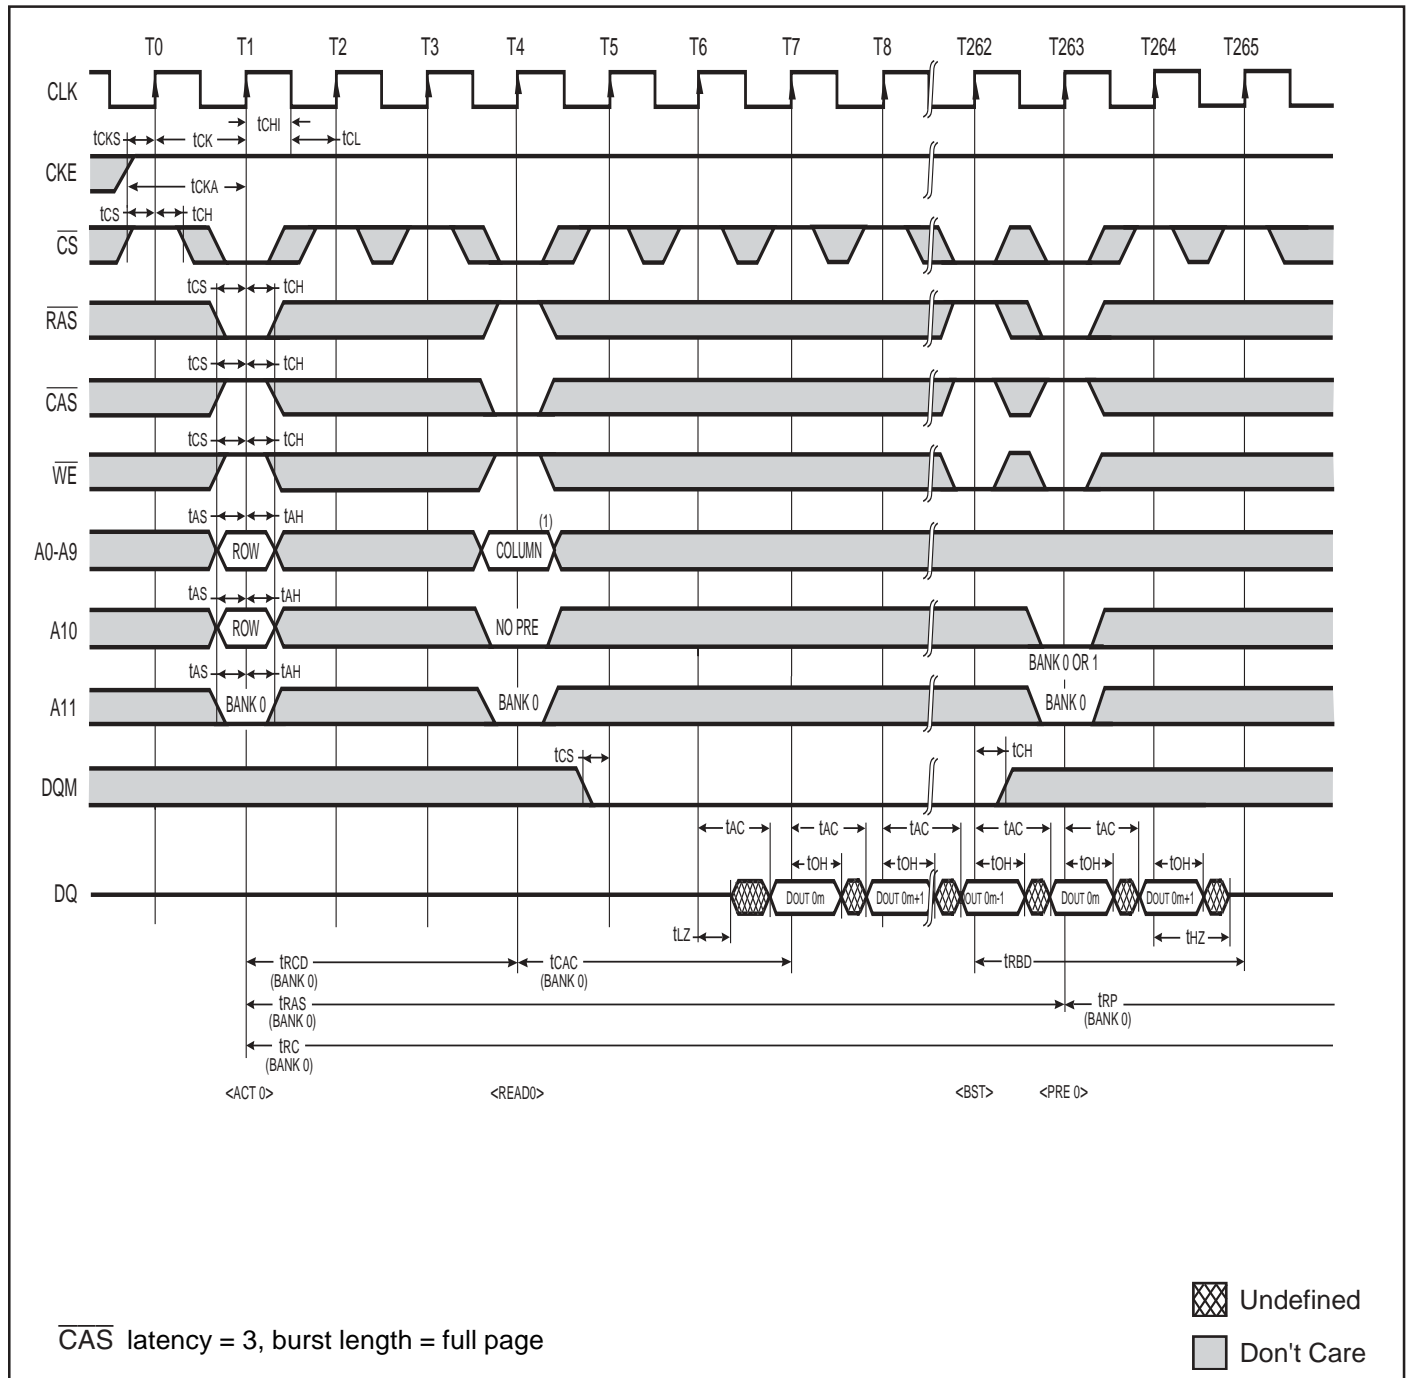 T0 T1 T2 T3 T4 T5 T6 T7 T8 T262 T263 T264 T265
CLK
tCHI
tCKS tCK tCL
CKE
tCKA
tCS tCH
CS
tCS tCH
RAS
tCS tCH
CAS
tCS tCH
WE
tAS tAH (1)
A0-A9 ROW COLUMN
tAS tAH
A10 ROW NO PRE
BANK 0 OR 1
tAS tAH
A11 BANK 0 BANK 0 BANK 0
tCS tCH
DQM
tAC tAC tAC tAC tAC
tOH tOH tOH tOH tOH
DQ DOUT 0m DOUT 0m+1 OUT 0m-1 DOUT 0m DOUT 0m+1
tLZ tHZ
tRCD tCAC tRBD
(BANK 0) (BANK 0)
tRAS tRP
(BANK 0) (BANK 0)
tRC
(BANK 0)
<ACT 0> <READ0> <BST> <PRE 0>
Undefined
CAS latency = 3, burst length = full page
Don't Care